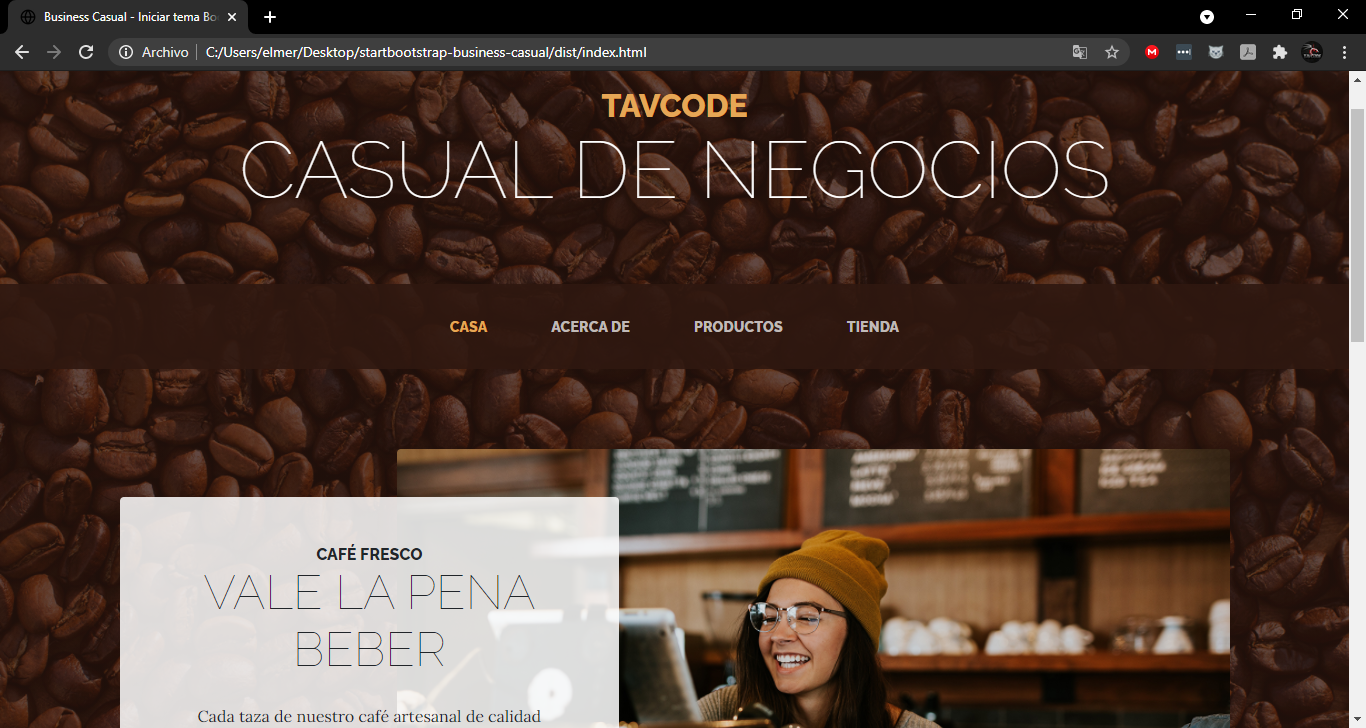 Business Casual - Iniciar tema Bo
Archivo
C:/Users/elmer/Desktop/startbootstrap-business-casual/dist/index.html
TAVCODE
CASUAL DE NEGOCIOS
CASA
ACERCA DE
PRODUCTOS
TIENDA
CAFÉ FRESCO
VALE LA PENA
BEBER
Cada taza de nuestro café artesanal de calidad